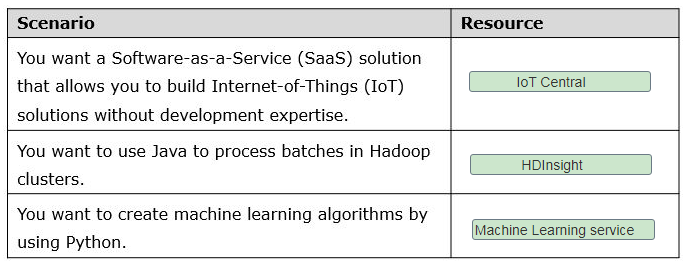 Scenario
Resource
You want a Software-as-a-Service (SaaS) solution
that allows you to build Internet-of-Things (IoT)
solutions without development expertise.
IoT Central
You want to use Java to process batches in Hadoop
clusters.
HDInsight
You want to create machine learning algorithms by
using Python.
Machine Learning service